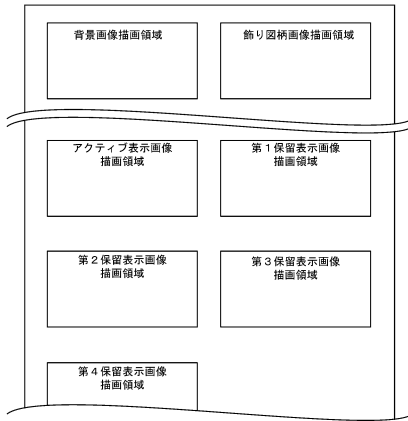 背景画像描画領域
飾り図柄画像描画領域
アクティブ表示画像
描画領域
第１保留表示画像
描画領域
第２保留表示画像
描画領域
第３保留表示画像
描画領域
第４保留表示画像
描画領域